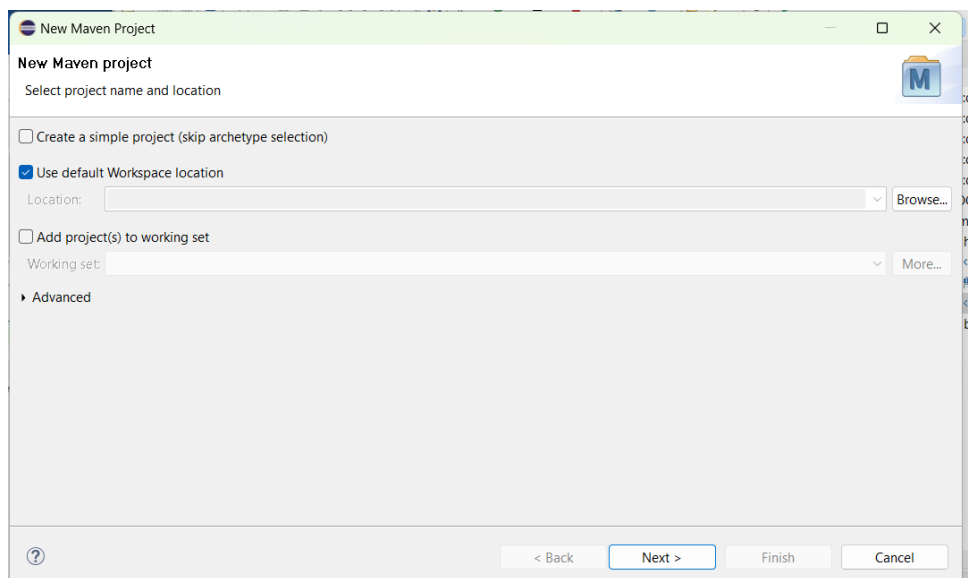 New Maven Project
New Maven project
Select project name and location
M
Create a simple project (skip archetype selection)
Use default Workspace location
Location:
Browse...
Add project(s) to working set
Working set:
More...
Advanced
?
< Back
Next >
Finish
Cancel